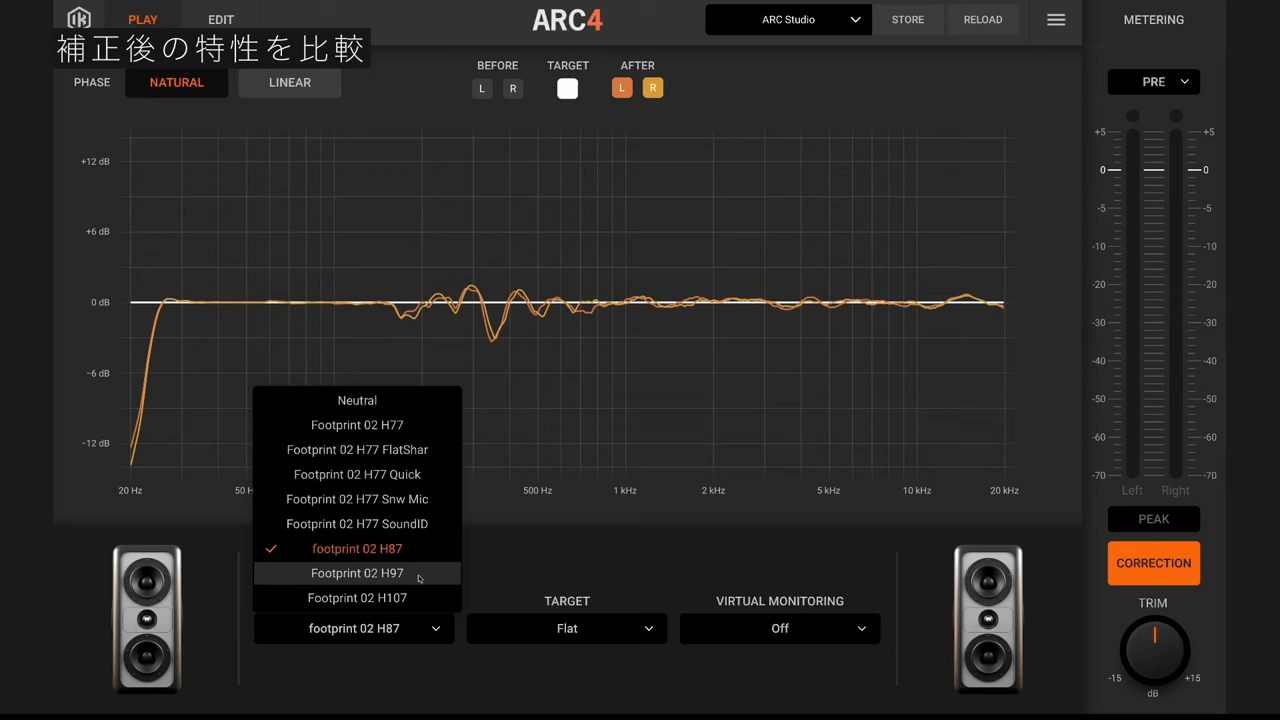 PLAY
EDIT
ARC4
ARC Studio
STORE
RELOAD
METERING
補正後の特性を比較
PHASE
NATURAL
LINEAR
BEFORE
TARGET
AFTER
L
R
L
R
PRE
+12 dB
+6 dB
0 dB
-6 dB
-12 dB
20 Hz
50 H
500 Hz
1 kHz
2 kHz
5 kHz
10 kHz
20 kHz
+5
+5
0
0
-5
-5
-10
-10
-20
-20
-30
-30
-40
-40
-50
-50
-60
-60
-70
-70
Left
Right
PEAK
CORRECTION
TRIM
-15
+15
dB
Neutral
Footprint 02 H77
Footprint 02 H77 FlatShar
Footprint 02 H77 Quick
Footprint 02 H77 Snw Mic
Footprint 02 H77 SoundID
footprint 02 H87
Footprint 02 H97
Footprint 02 H107
footprint 02 H87
TARGET
Flat
VIRTUAL MONITORING
Off